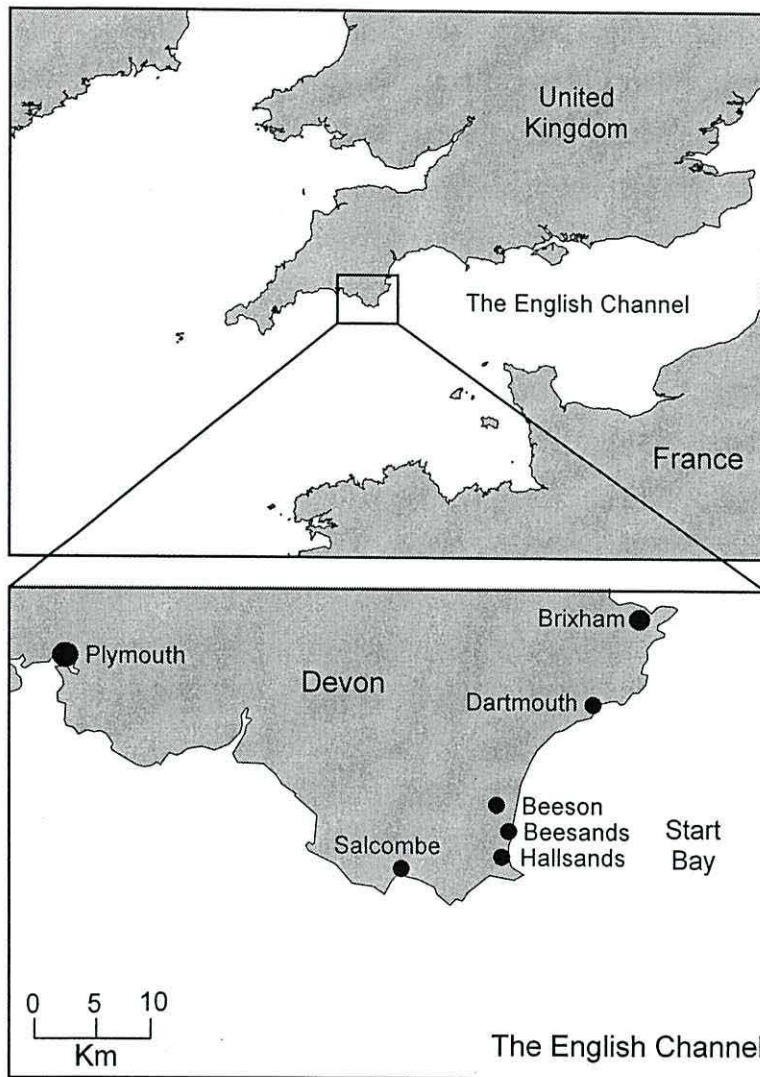 United
Kingdom
The English Channel
France
Brixham
Plymouth
Devon
Dartmouth
Beeson
Beesands
Start
Bay
Salcombe
Hallsands
0 5 10
Km
The English Channel